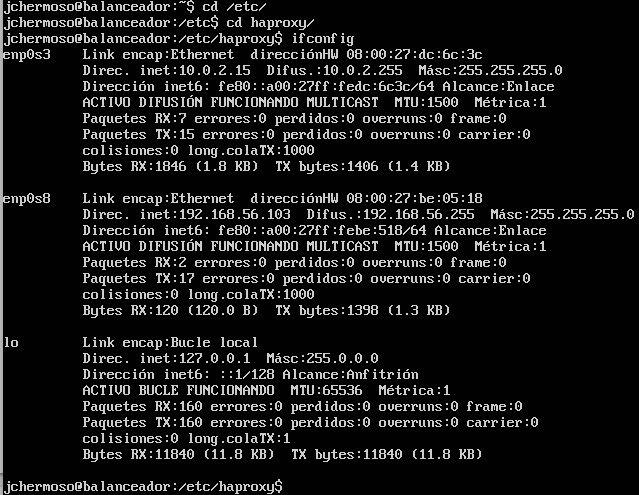 jchermoso@balanceador:~$ cd /etc/
jchermoso@balanceador:/etc$ cd haproxy/
jchermoso@balanceador:/etc/haproxy$ ifconfig
enp0s3    Link encap:Ethernet  direcciónHW 08:00:27:dc:6c:3c
          Direc. inet:10.0.2.15  Difus.:10.0.2.255  Másc:255.255.255.0
          Dirección inet6: fe80::a00:27ff:fedc:6c3c/64 Alcance:Enlace
          ACTIVO DIFUSIÓN FUNCIONANDO MULTICAST  MTU:1500  Métrica:1
          Paquetes RX:7 errores:0 perdidos:0 overruns:0 frame:0
          Paquetes TX:15 errores:0 perdidos:0 overruns:0 carrier:0
          colisiones:0 long.colaTX:1000
          Bytes RX:1846 (1.8 KB)  TX bytes:1406 (1.4 KB)
enp0s8    Link encap:Ethernet  direcciónHW 08:00:27:be:05:18
          Direc. inet:192.168.56.103  Difus.:192.168.56.255  Másc:255.255.255.0
          Dirección inet6: fe80::a00:27ff:febe:518/64 Alcance:Enlace
          ACTIVO DIFUSIÓN FUNCIONANDO MULTICAST  MTU:1500  Métrica:1
          Paquetes RX:2 errores:0 perdidos:0 overruns:0 frame:0
          Paquetes TX:17 errores:0 perdidos:0 overruns:0 carrier:0
          colisiones:0 long.colaTX:1000
          Bytes RX:120 (120.0 B)  TX bytes:1398 (1.3 KB)
lo        Link encap:Bucle local
          Direc. inet:127.0.0.1  Másc:255.0.0.0
          Dirección inet6: ::1/128 Alcance:Anfitrión
          ACTIVO BUCLE FUNCIONANDO  MTU:65536  Métrica:1
          Paquetes RX:160 errores:0 perdidos:0 overruns:0 frame:0
          Paquetes TX:160 errores:0 perdidos:0 overruns:0 carrier:0
          colisiones:0 long.colaTX:1
          Bytes RX:11840 (11.8 KB)  TX bytes:11840 (11.8 KB)
jchermoso@balanceador:/etc/haproxy$